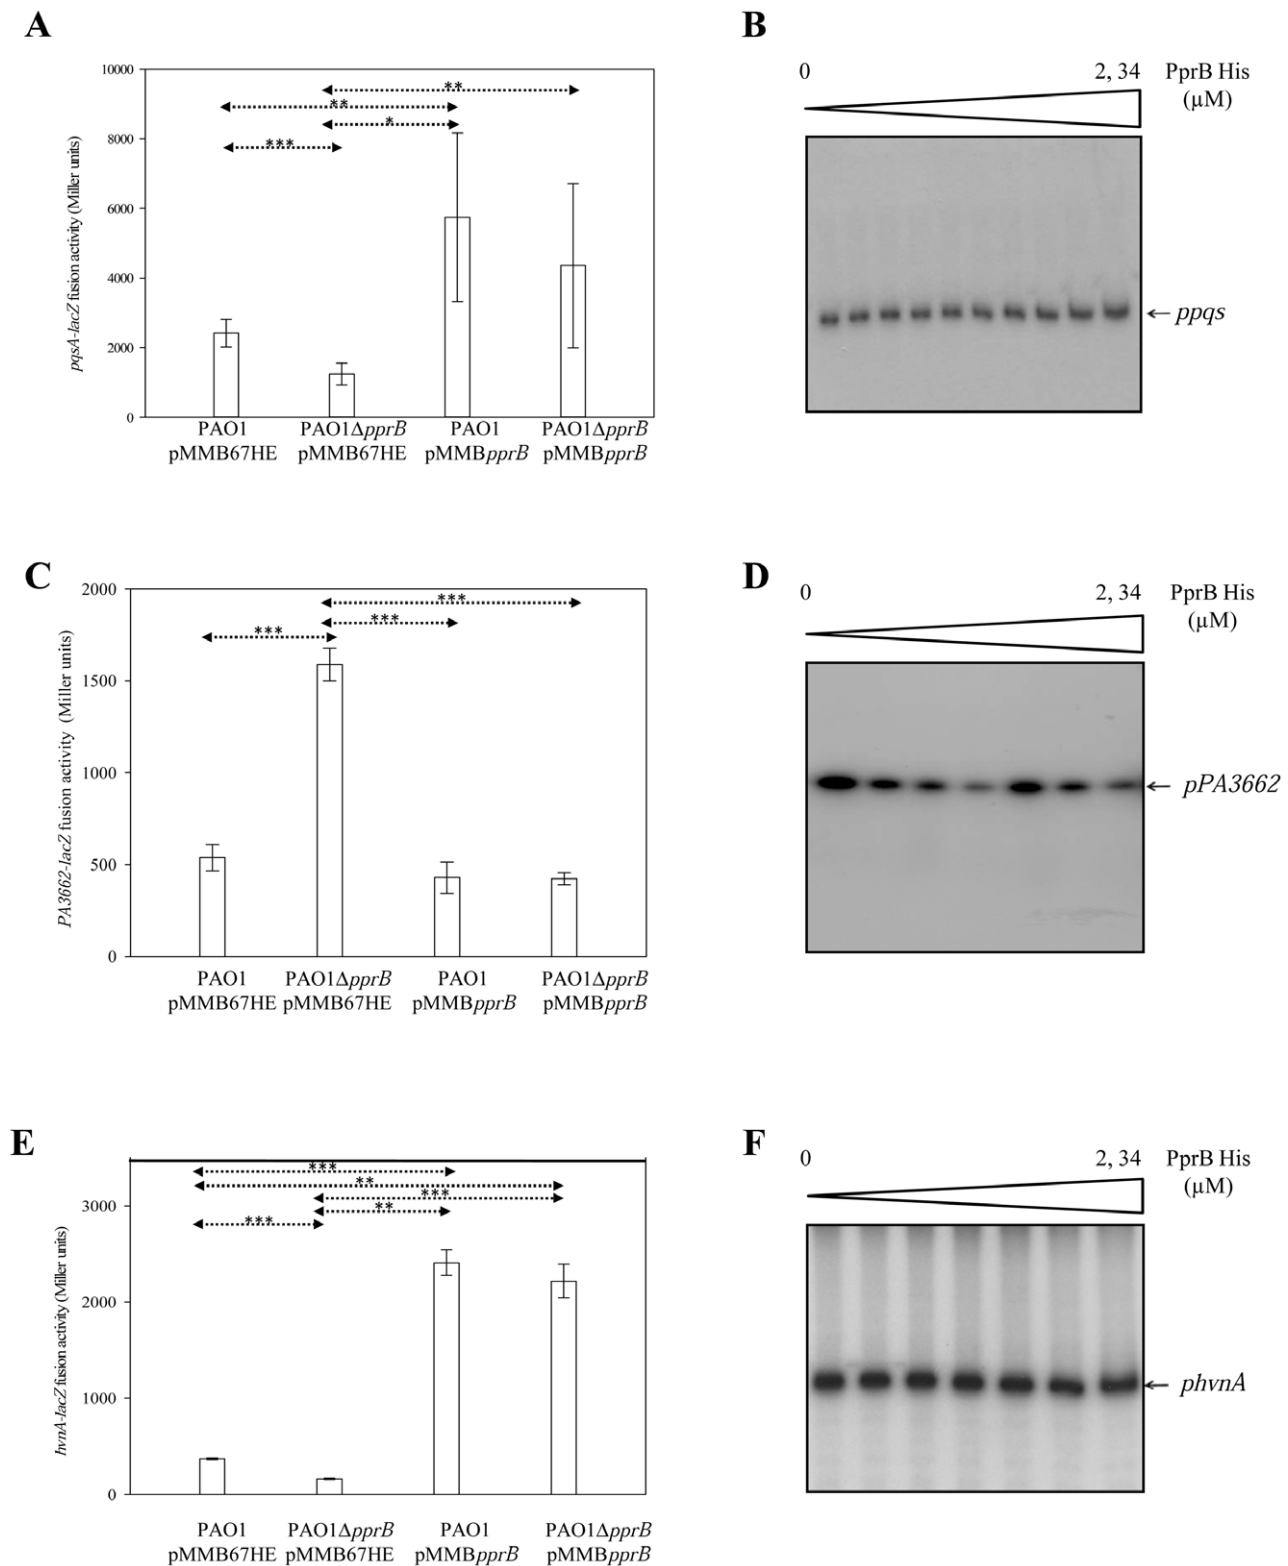 A
pqsA-lacZ fusion activity (Miller units)
10000
8000
6000
4000
2000
0
**
**
*
***
PAO1
pMMB67HE
PAO1ΔpprB
pMMB67HE
PAO1
pMMBpprB
PAO1ΔpprB
pMMBpprB
B
0
2, 34
PprB His
(µM)
← ppqs
C
PA3662-lacZ fusion activity (Miller units)
2000
1500
1000
500
0
***
***
***
PAO1
pMMB67HE
PAO1ΔpprB
pMMB67HE
PAO1
pMMBpprB
PAO1ΔpprB
pMMBpprB
D
0
2, 34
PprB His
(µM)
← pPA3662
E
hvnA-lacZ fusion activity (Miller units)
3000
2000
1000
0
***
**
***
**
***
PAO1
pMMB67HE
PAO1ΔpprB
pMMB67HE
PAO1
pMMBpprB
PAO1ΔpprB
pMMBpprB
F
0
2, 34
PprB His
(µM)
← phvnA